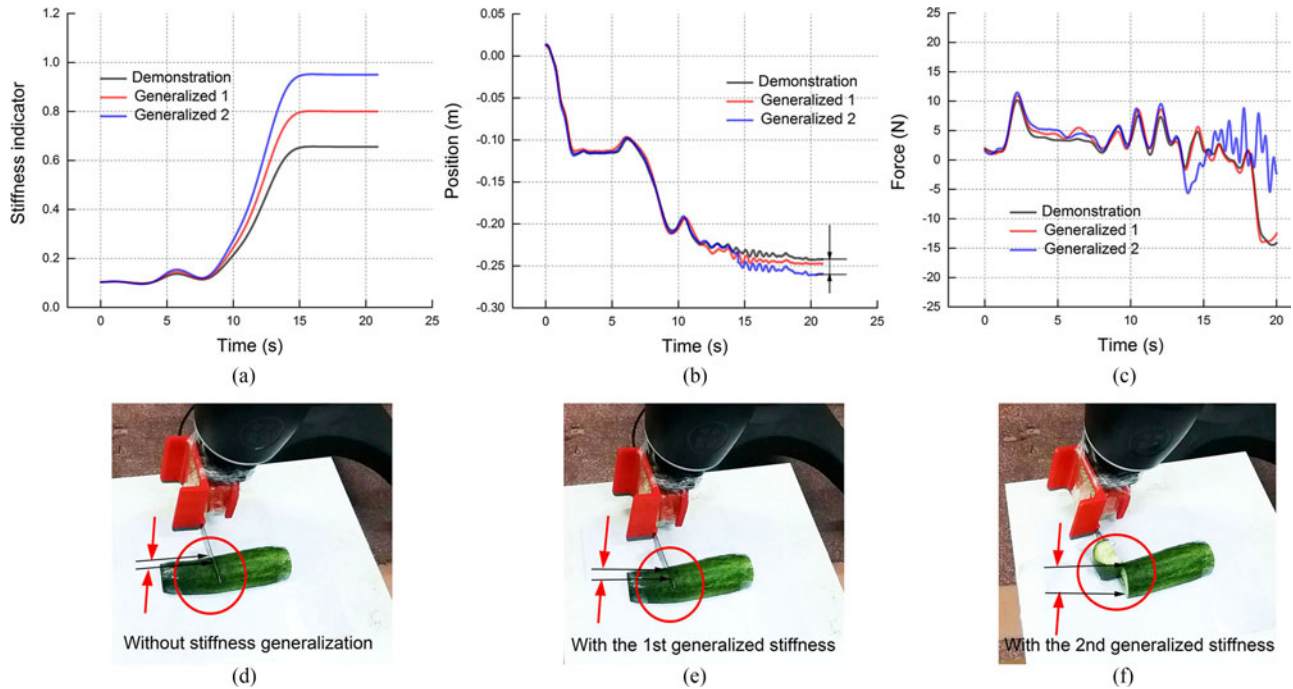 1.2
1.0
0.8
0.6
0.4
0.2
0.0
Stiffness indicator
Demonstration
Generalized 1
Generalized 2
0 5 10 15 20 25
Time (s)
(a)
0.00
-0.05
-0.10
-0.15
-0.20
-0.25
-0.30
Position (m)
Demonstration
Generalized 1
Generalized 2
0 5 10 15 20 25
Time (s)
(b)
25
20
15
10
5
0
-5
-10
-15
-20
-25
Force (N)
Demonstration
Generalized 1
Generalized 2
0 5 10 15 20
Time (s)
(c)
Without stiffness generalization
(d)
With the 1st generalized stiffness
(e)
With the 2nd generalized stiffness
(f)